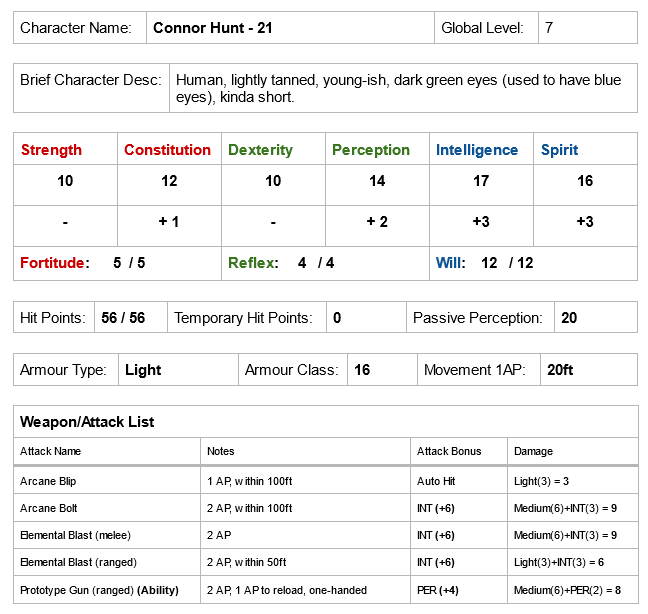 Character Name: Connor Hunt - 21 Global Level: 7
Brief Character Desc: Human, lightly tanned, young-ish, dark green eyes (used to have blue
eyes), kinda short.
Strength Constitution Dexterity Perception Intelligence Spirit
10 12 10 14 17 16
- + 1 - + 2 +3 +3
Fortitude: 5 / 5 Reflex: 4 / 4 Will: 12 / 12
Hit Points: 56 / 56 Temporary Hit Points: 0 Passive Perception: 20
Armour Type: Light Armour Class: 16 Movement 1AP: 20ft
Weapon/Attack List
Attack Name Notes Attack Bonus Damage
Arcane Blip 1 AP, within 100ft Auto Hit Light(3) = 3
Arcane Bolt 2 AP, within 100ft INT (+6) Medium(6)+INT(3) = 9
Elemental Blast (melee) 2 AP INT (+6) Medium(6)+INT(3) = 9
Elemental Blast (ranged) 2 AP, within 50ft INT (+6) Light(3)+INT(3) = 6
Prototype Gun (ranged) (Ability) 2 AP, 1 AP to reload, one-handed PER (+4) Medium(6)+PER(2) = 8